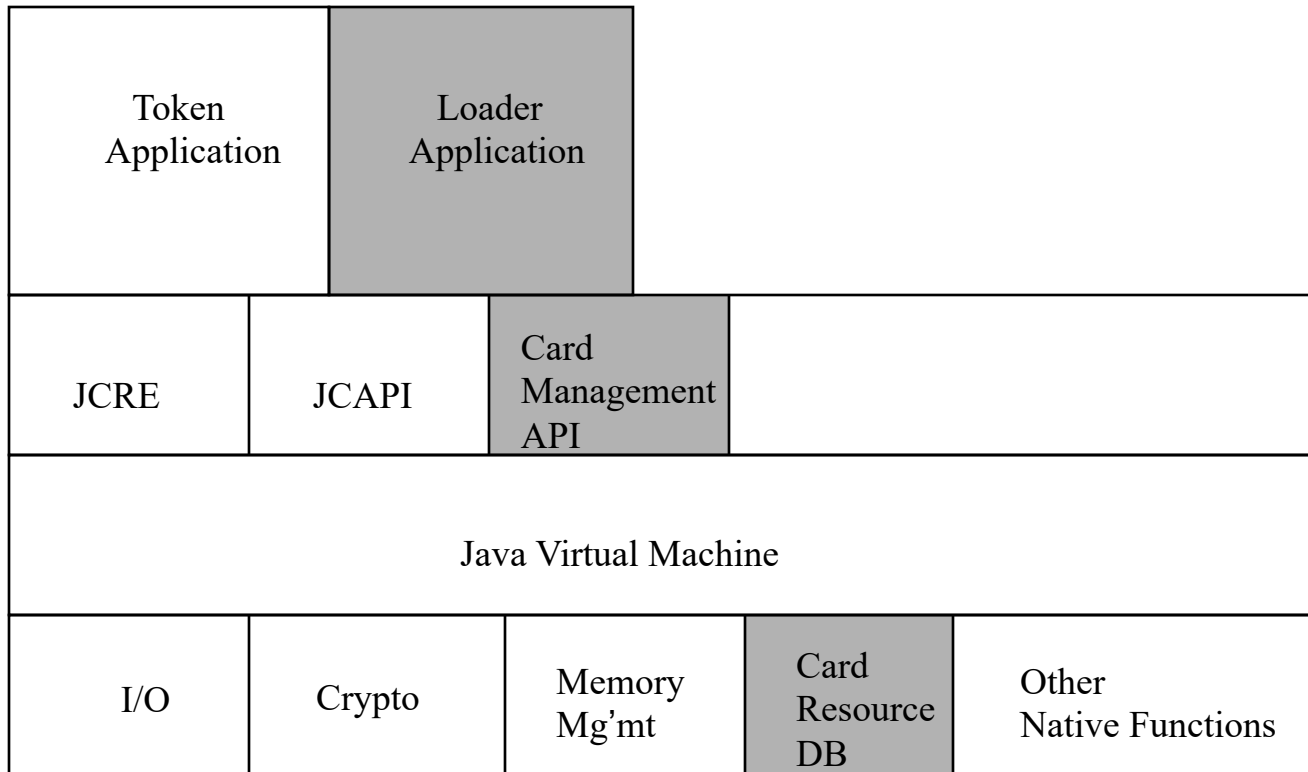 Token
Application
Loader
Application
JCRE
JCAPI
Card
Management
API
Java Virtual Machine
I/O
Crypto
Memory
Mg’mt
Card
Resource
DB
Other
Native Functions